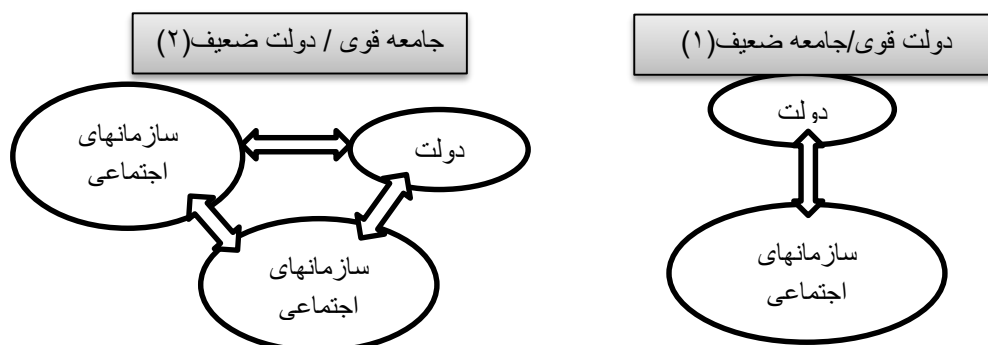 دولت قوی/جامعه ضعیف(۱)
دولت
سازمانهای
اجتماعی
جامعه قوی / دولت ضعیف(۲)
دولت
سازمانهای
اجتماعی
سازمانهای
اجتماعی